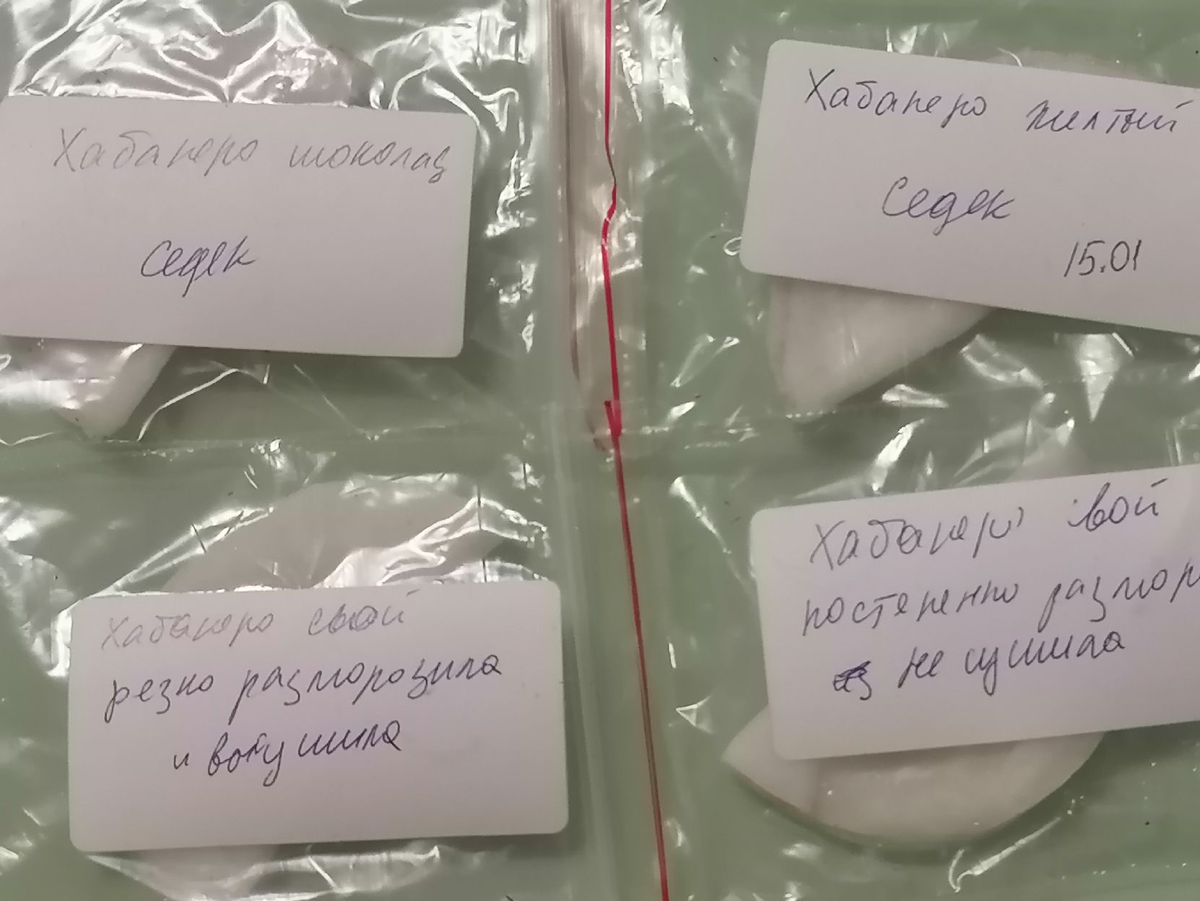 Хабанеро шоколад
седек
Хабанеро желтый
Седек
15.01
Хабанеро свой
резко разморозила
и высушила
Хабанеро свой
постепенно размор
не сушила